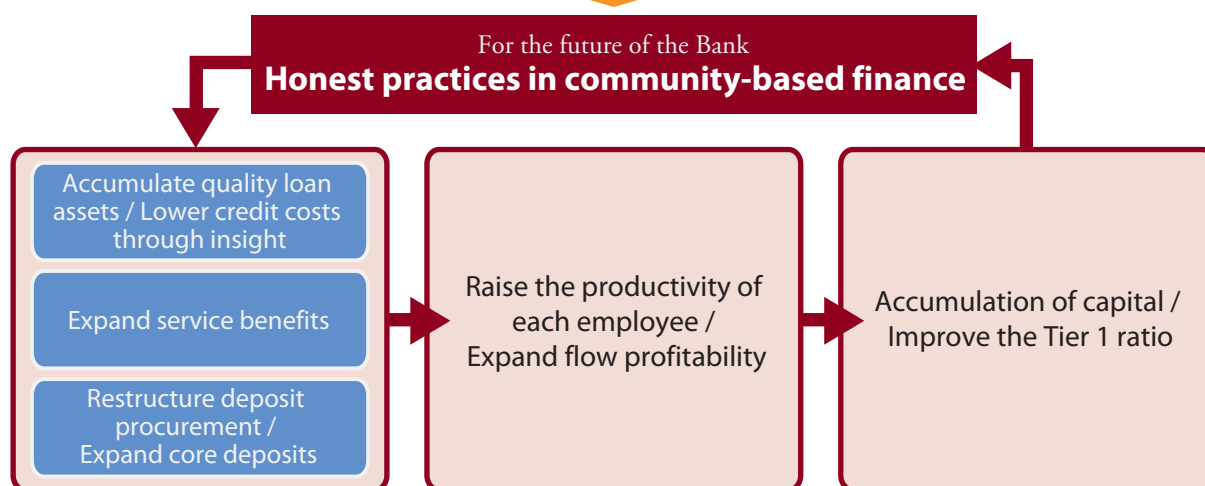 For the future of the Bank
Honest practices in community-based finance
Accumulate quality loan
assets / Lower credit costs
through insight
Expand service benefits
Restructure deposit
procurement /
Expand core deposits
Raise the productivity of
each employee /
Expand flow profitability
Accumulation of capital /
Improve the Tier 1 ratio